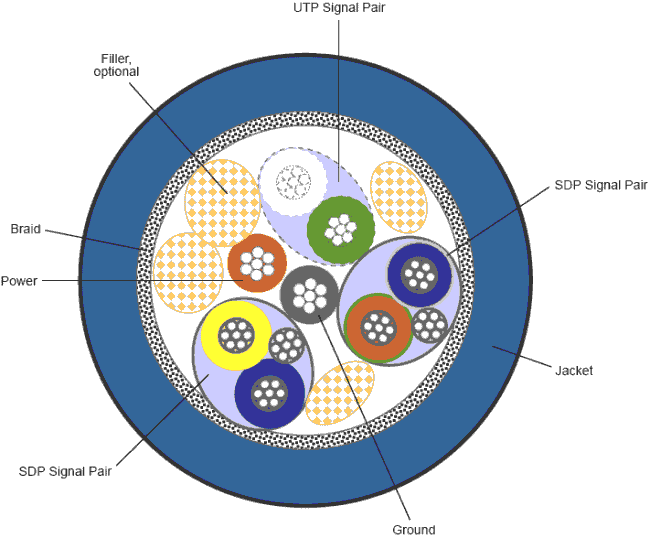 UTP Signal Pair
Filler,
optional
SDP Signal Pair
Braid
Power
Jacket
SDP Signal Pair
Ground